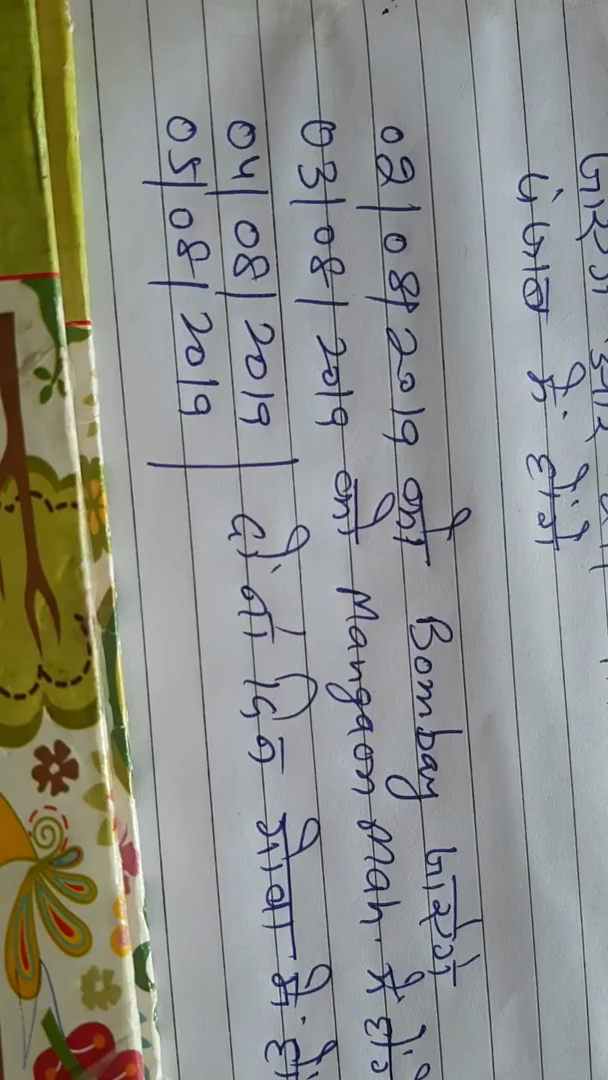 पंजाब में होंगे
02/08/2019 को Bombay जायेंगे
03/08/2019 को Mangaon Mah. में होंगे
04/08/2019
05/08/2019 दोनों दिन गोवा में